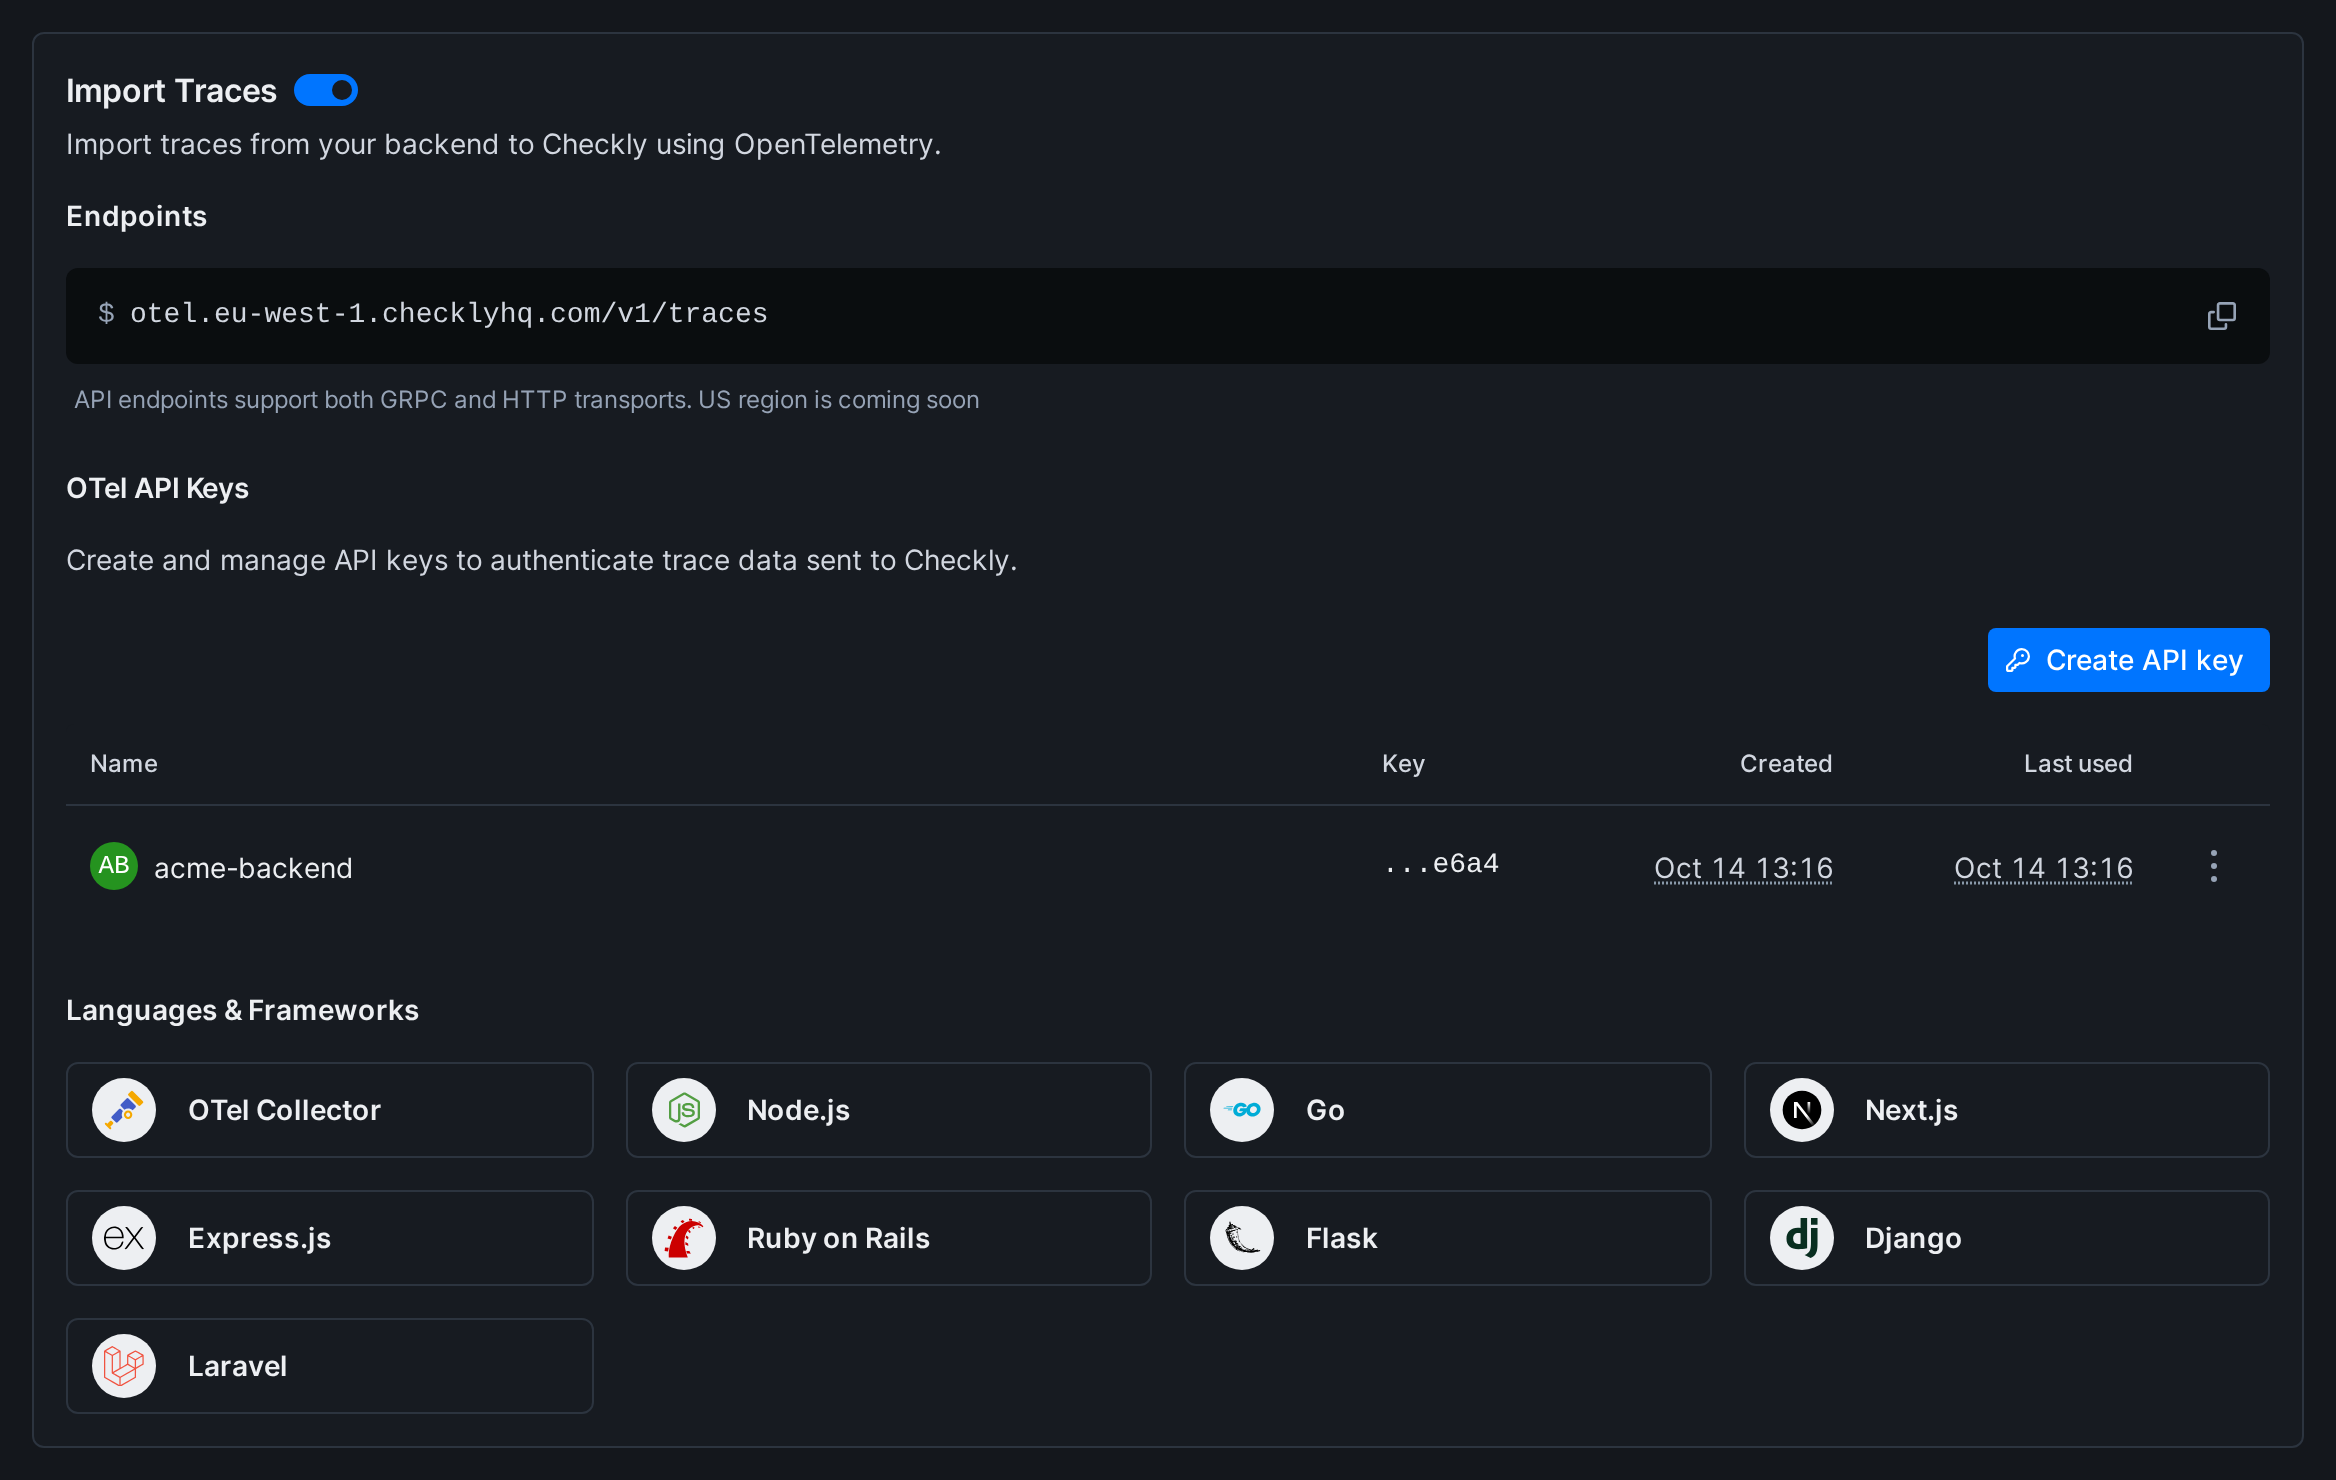 Import Traces
Import traces from your backend to Checkly using OpenTelemetry.
Endpoints
$ otel.eu-west-1.checklyhq.com/v1/traces
API endpoints support both GRPC and HTTP transports. US region is coming soon
OTel API Keys
Create and manage API keys to authenticate trace data sent to Checkly.
Create API key
Name Key Created Last used
AB acme-backend ...e6a4 Oct 14 13:16 Oct 14 13:16
Languages & Frameworks
OTel Collector
JS Node.js
GO Go
N Next.js
ex Express.js
Ruby on Rails
Flask
dj Django
Laravel